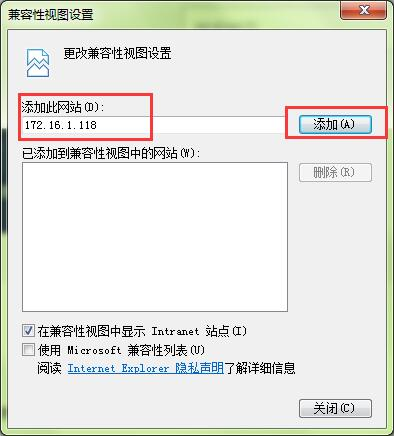 兼容性视图设置
更改兼容性视图设置
添加此网站(D):
172.16.1.118
添加(A)
已添加到兼容性视图中的网站(W):
删除(R)
在兼容性视图中显示 Intranet 站点(I)
使用 Microsoft 兼容性列表(U)
阅读 Internet Explorer 隐私声明了解详细信息
关闭(C)